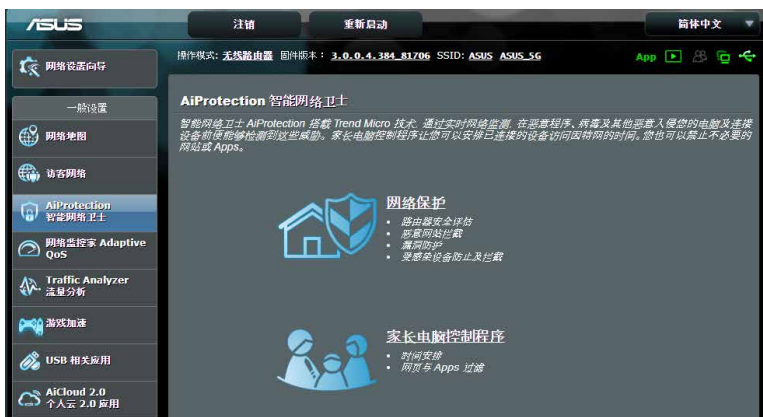 ASUS
注销
重新启动
简体中文
操作模式: 无线路由器 固件版本: 3.0.0.4.384_81706 SSID: ASUS ASUS_5G
App
网络设置向导
一般设置
网络地图
访客网络
AiProtection
智能网络卫士
网络监控家 Adaptive
QoS
Traffic Analyzer
流量分析
游戏加速
USB 相关应用
AiCloud 2.0
个人云 2.0 应用
AiProtection 智能网络卫士
智能网络卫士 AiProtection 搭载 Trend Micro 技术, 通过实时网络监测, 在恶意程序、病毒及其他恶意入侵您的电脑及连接
设备前便能够检测到这些威胁。家长电脑控制程序让您可以安排已连接的设备访问因特网的时间。您也可以禁止不必要的
网站或 Apps。
网络保护
• 路由器安全评估
• 恶意网站拦截
• 漏洞防护
• 受感染设备防止及拦截
家长电脑控制程序
• 时间安排
• 网页与 Apps 过滤